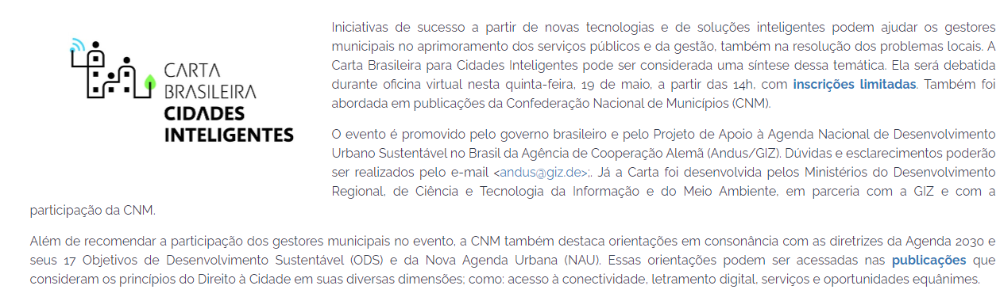 CARTA
BRASILEIRA
CIDADES
INTELIGENTES
Iniciativas de sucesso a partir de novas tecnologias e de soluções inteligentes podem ajudar os gestores
municipais no aprimoramento dos serviços públicos e da gestão, também na resolução dos problemas locais. A
Carta Brasileira para Cidades Inteligentes pode ser considerada uma síntese dessa temática. Ela será debatida
durante oficina virtual nesta quinta-feira, 19 de maio, a partir das 14h, com inscrições limitadas. Também foi
abordada em publicações da Confederação Nacional de Municípios (CNM).
O evento é promovido pelo governo brasileiro e pelo Projeto de Apoio à Agenda Nacional de Desenvolvimento
Urbano Sustentável no Brasil da Agência de Cooperação Alemã (Andus/GIZ). Dúvidas e esclarecimentos poderão
ser realizados pelo e-mail <andus@giz.de>;. Já a Carta foi desenvolvida pelos Ministérios do Desenvolvimento
Regional, de Ciência e Tecnologia da Informação e do Meio Ambiente, em parceria com a GIZ e com a
participação da CNM.
Além de recomendar a participação dos gestores municipais no evento, a CNM também destaca orientações em consonância com as diretrizes da Agenda 2030 e
seus 17 Objetivos de Desenvolvimento Sustentável (ODS) e da Nova Agenda Urbana (NAU). Essas orientações podem ser acessadas nas publicações que
consideram os princípios do Direito à Cidade em suas diversas dimensões; como: acesso à conectividade, letramento digital, serviços e oportunidades equânimes.